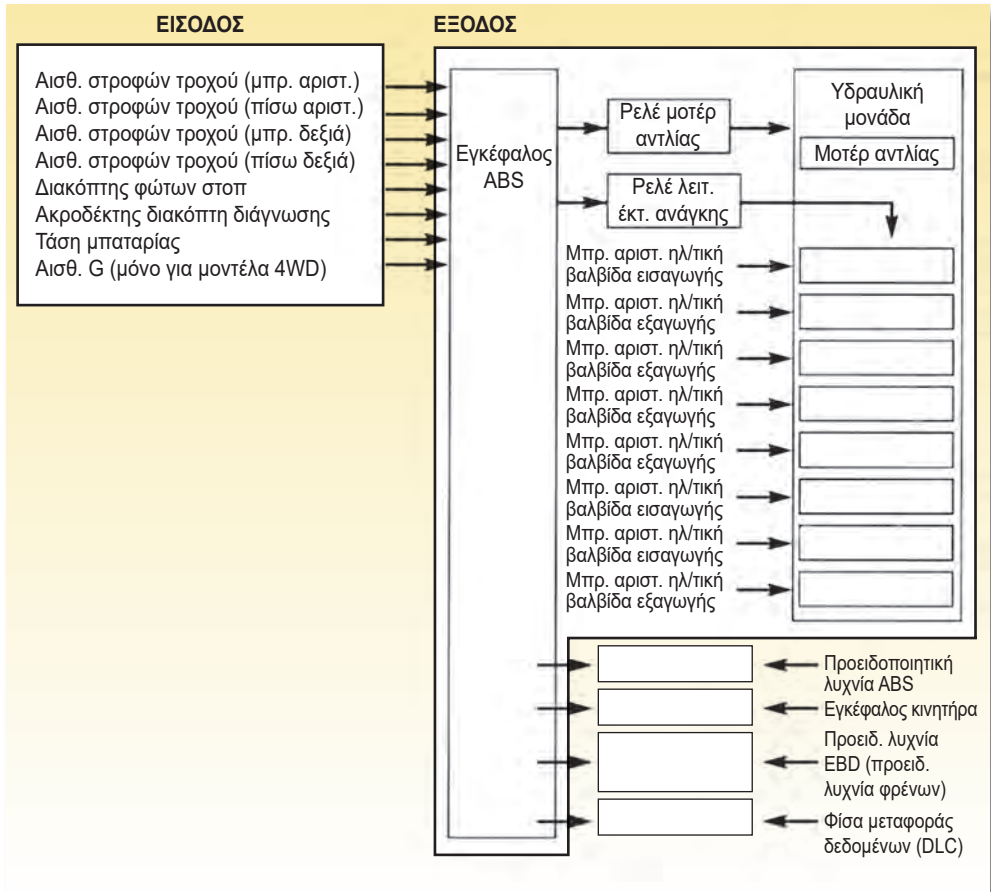 ΕΙΣΟΔΟΣ
ΕΞΟΔΟΣ
Αισθ. στροφών τροχού (μπρ. αριστ.)
Αισθ. στροφών τροχού (πίσω αριστ.)
Αισθ. στροφών τροχού (μπρ. δεξιά)
Αισθ. στροφών τροχού (πίσω δεξιά)
Διακόπτης φώτων στοπ
Ακροδέκτης διακόπτη διάγνωσης
Τάση μπαταρίας
Αισθ. G (μόνο για μοντέλα 4WD)
Εγκέφαλος
ABS
Ρελέ μοτέρ
αντλίας
Ρελέ λειτ.
έκτ. ανάγκης
Υδραυλική
μονάδα
Μοτέρ αντλίας
Μπρ. αριστ. ηλ/τική
βαλβίδα εισαγωγής
Μπρ. αριστ. ηλ/τική
βαλβίδα εξαγωγής
Μπρ. αριστ. ηλ/τική
βαλβίδα εξαγωγής
Μπρ. αριστ. ηλ/τική
βαλβίδα εξαγωγής
Μπρ. αριστ. ηλ/τική
βαλβίδα εξαγωγής
Μπρ. αριστ. ηλ/τική
βαλβίδα εισαγωγής
Μπρ. αριστ. ηλ/τική
βαλβίδα εισαγωγής
Μπρ. αριστ. ηλ/τική
βαλβίδα εξαγωγής
Προειδοποιητική
λυχνία ABS
Εγκέφαλος κινητήρα
Προειδ. λυχνία
EBD (προειδ.
λυχνία φρένων)
Φίσα μεταφοράς
δεδομένων (DLC)